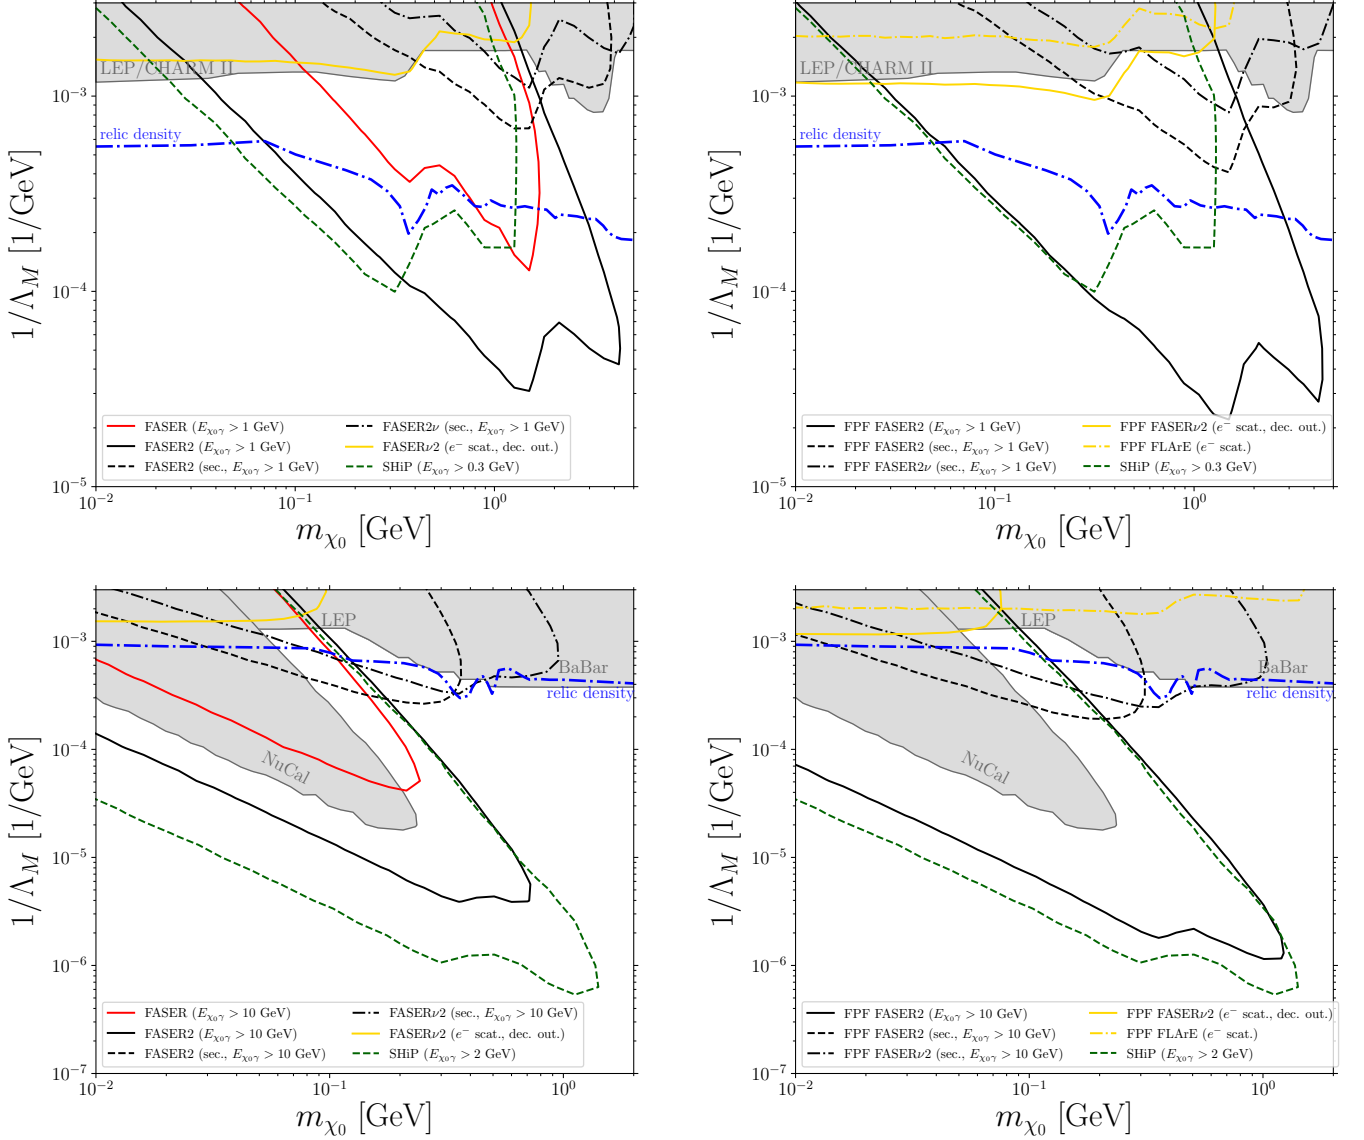 LEP/CHARM II
relic density
10⁻³
10⁻⁴
10⁻⁵
1/Λ_M [1/GeV]
FASER (E_χ₀γ > 1 GeV)
FASER2 (E_χ₀γ > 1 GeV)
FASER2 (sec., E_χ₀γ > 1 GeV)
FASER2ν (sec., E_χ₀γ > 1 GeV)
FASERν2 (e⁻ scat., dec. out.)
SHiP (E_χ₀γ > 0.3 GeV)
10⁻² 10⁻¹ 10⁰
m_χ₀ [GeV]
LEP/CHARM II
relic density
10⁻³
10⁻⁴
10⁻⁵
1/Λ_M [1/GeV]
FPF FASER2 (E_χ₀γ > 1 GeV)
FPF FASER2 (sec., E_χ₀γ > 1 GeV)
FPF FASER2ν (sec., E_χ₀γ > 1 GeV)
FPF FASERν2 (e⁻ scat., dec. out.)
FPF FLArE (e⁻ scat.)
SHiP (E_χ₀γ > 0.3 GeV)
10⁻² 10⁻¹ 10⁰
m_χ₀ [GeV]
LEP
BaBar
relic density
NuCal
10⁻³
10⁻⁴
10⁻⁵
10⁻⁶
10⁻⁷
1/Λ_M [1/GeV]
FASER (E_χ₀γ > 10 GeV)
FASER2 (E_χ₀γ > 10 GeV)
FASER2 (sec., E_χ₀γ > 10 GeV)
FASERν2 (sec., E_χ₀γ > 10 GeV)
FASERν2 (e⁻ scat., dec. out.)
SHiP (E_χ₀γ > 2 GeV)
10⁻² 10⁻¹ 10⁰
m_χ₀ [GeV]
LEP
BaBar
relic density
NuCal
10⁻³
10⁻⁴
10⁻⁵
10⁻⁶
10⁻⁷
1/Λ_M [1/GeV]
FPF FASER2 (E_χ₀γ > 10 GeV)
FPF FASER2 (sec., E_χ₀γ > 10 GeV)
FPF FASERν2 (sec., E_χ₀γ > 10 GeV)
FPF FASERν2 (e⁻ scat., dec. out.)
FPF FLArE (e⁻ scat.)
SHiP (E_χ₀γ > 2 GeV)
10⁻² 10⁻¹ 10⁰
m_χ₀ [GeV]